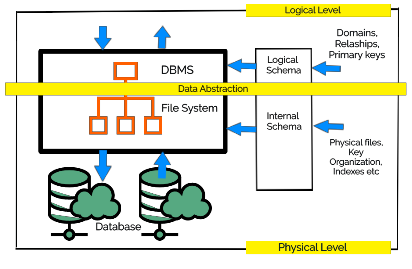 Logical Level
Domains,
Relaships,
Primary keys
Logical
Schema
DBMS
Data Abstraction
File System
Internal
Schema
Physical files,
Key
Organization,
Indexes etc
Database
Physical Level